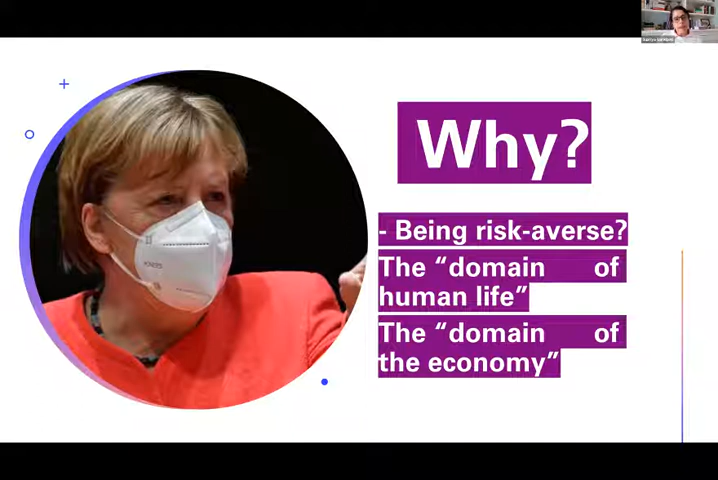 Why?
- Being risk-averse?
The “domain of
human life”
The “domain of
the economy”